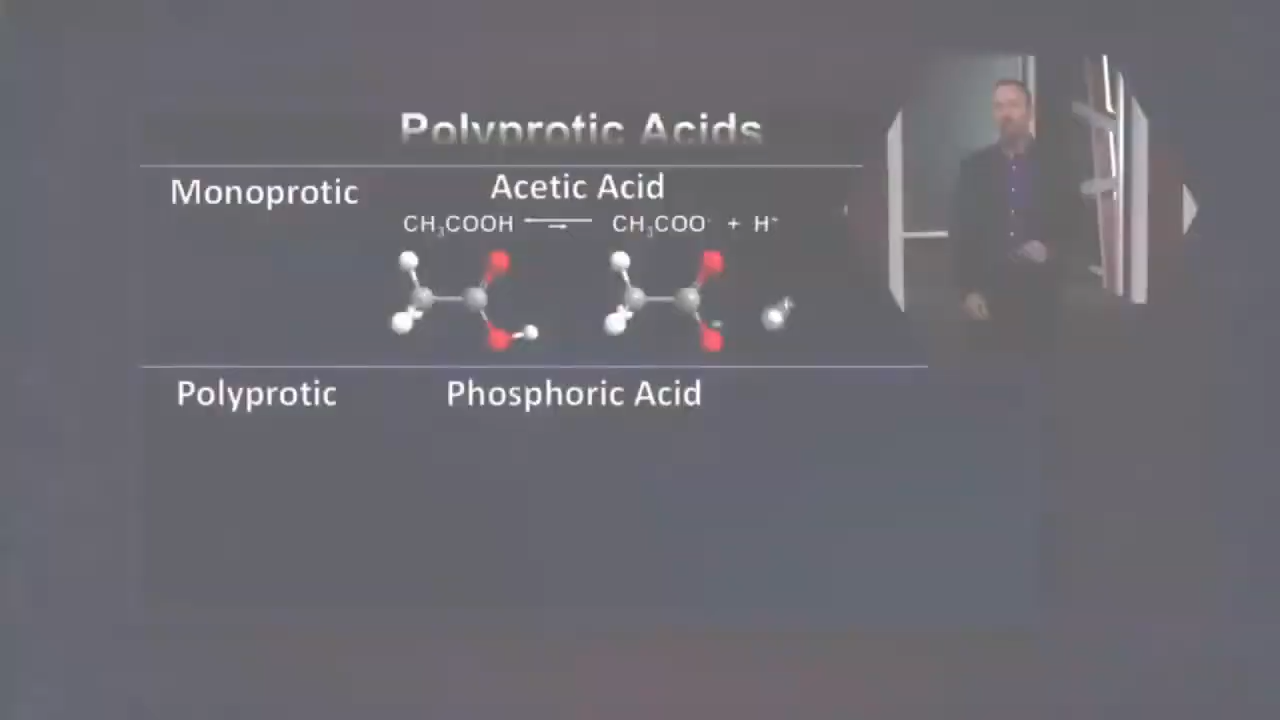 Polyprotic Acids
Monoprotic
Acetic Acid
CH₃COOH ⇌ CH₃COO⁻ + H⁺
Polyprotic
Phosphoric Acid